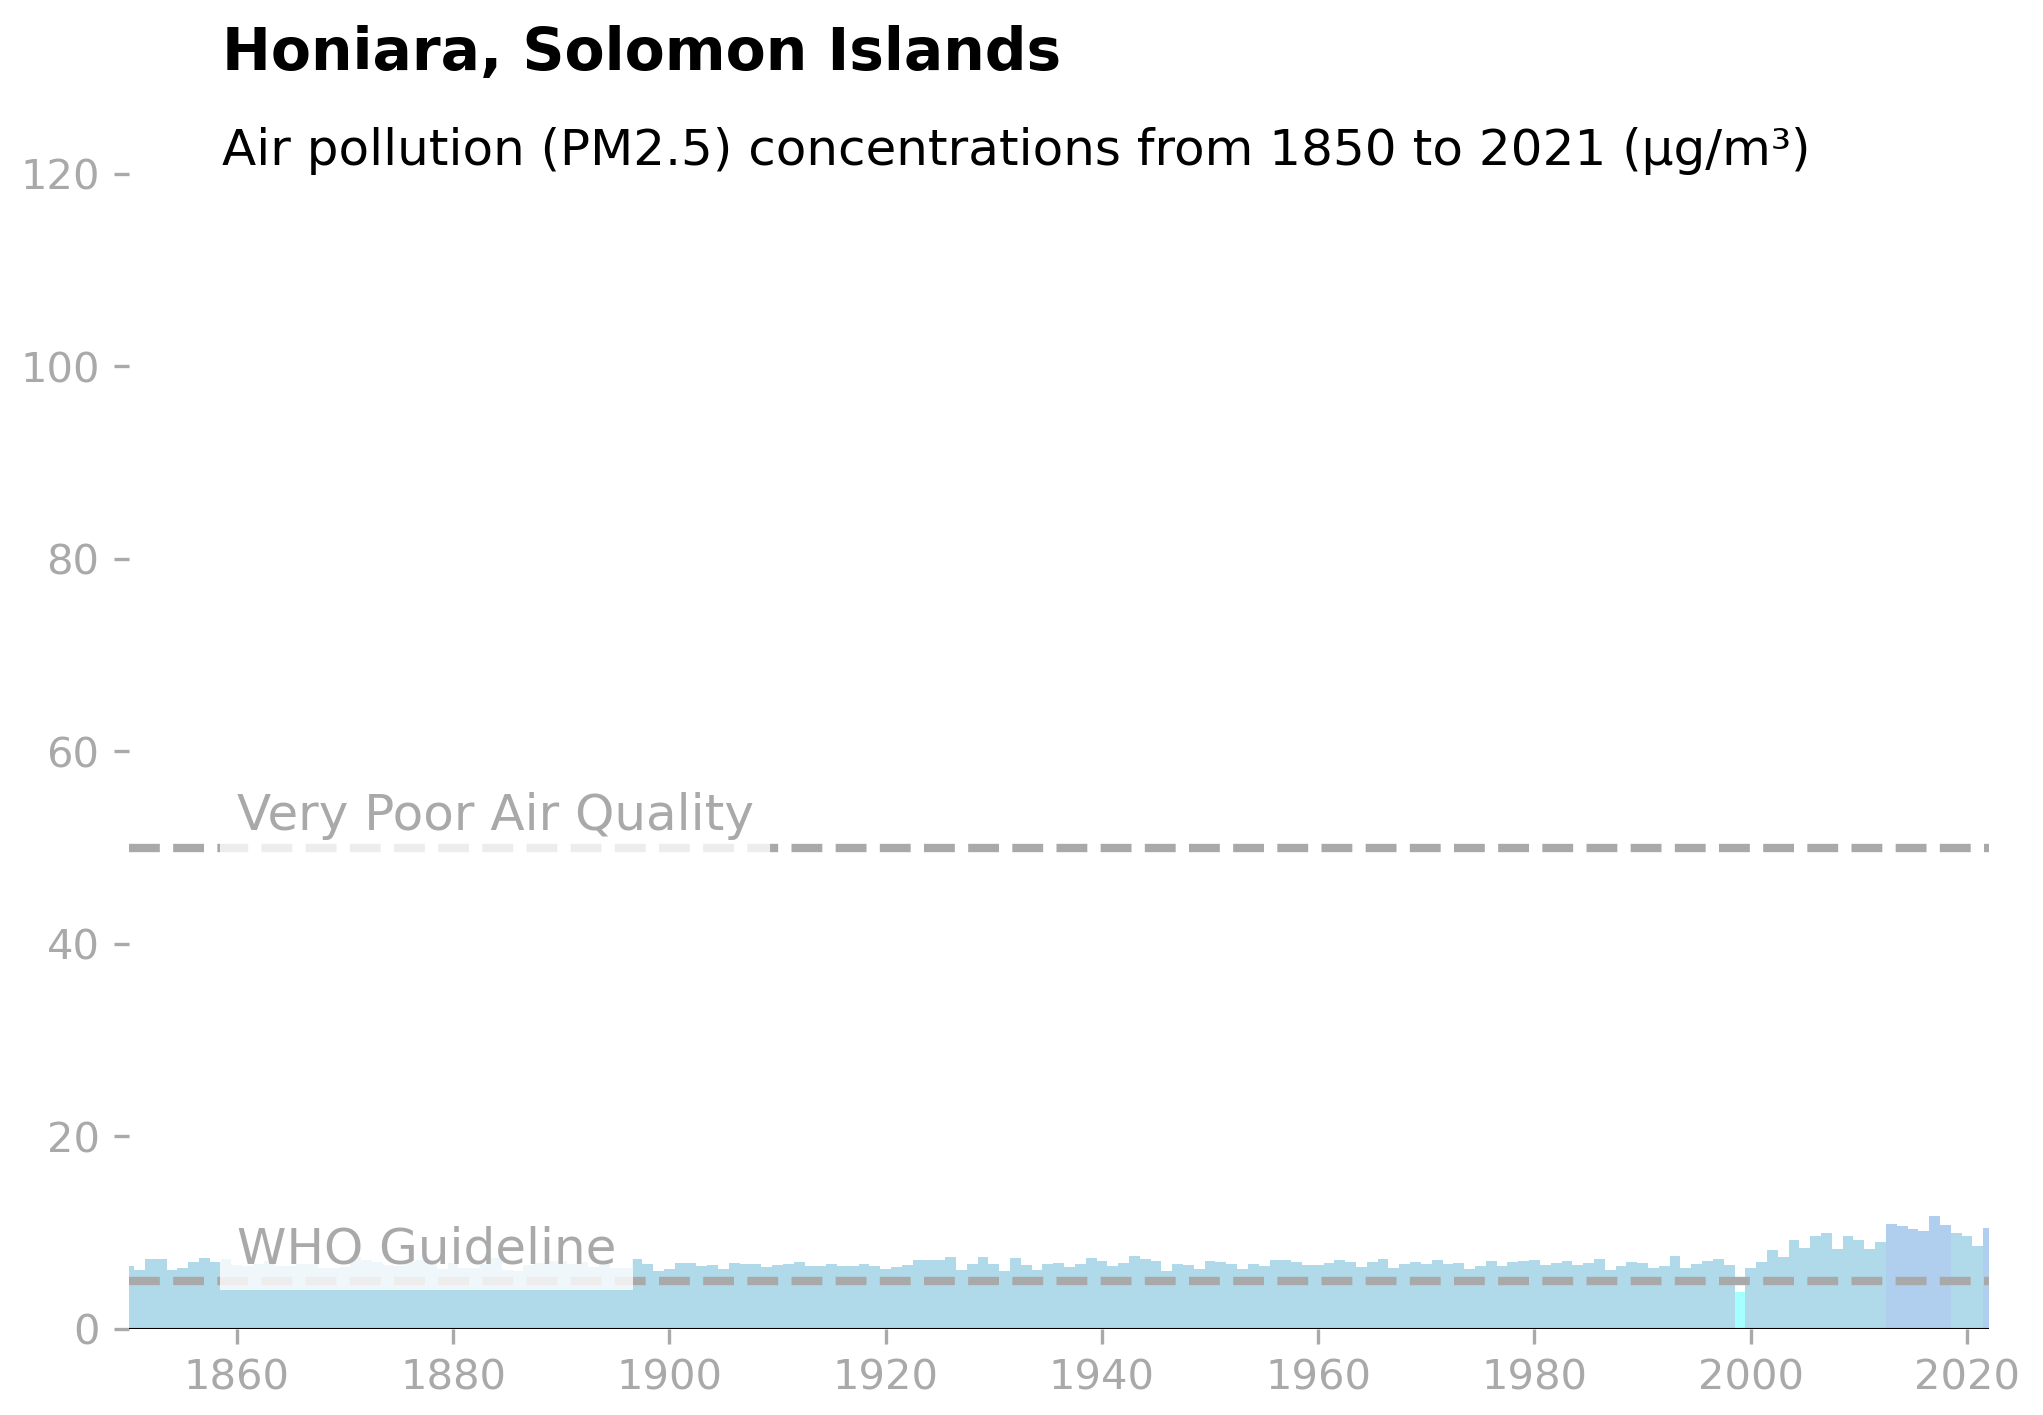 Honiara, Solomon Islands
Air pollution (PM2.5) concentrations from 1850 to 2021 (µg/m³)
120
100
80
60
Very Poor Air Quality
40
20
WHO Guideline
0
1860 1880 1900 1920 1940 1960 1980 2000 2020